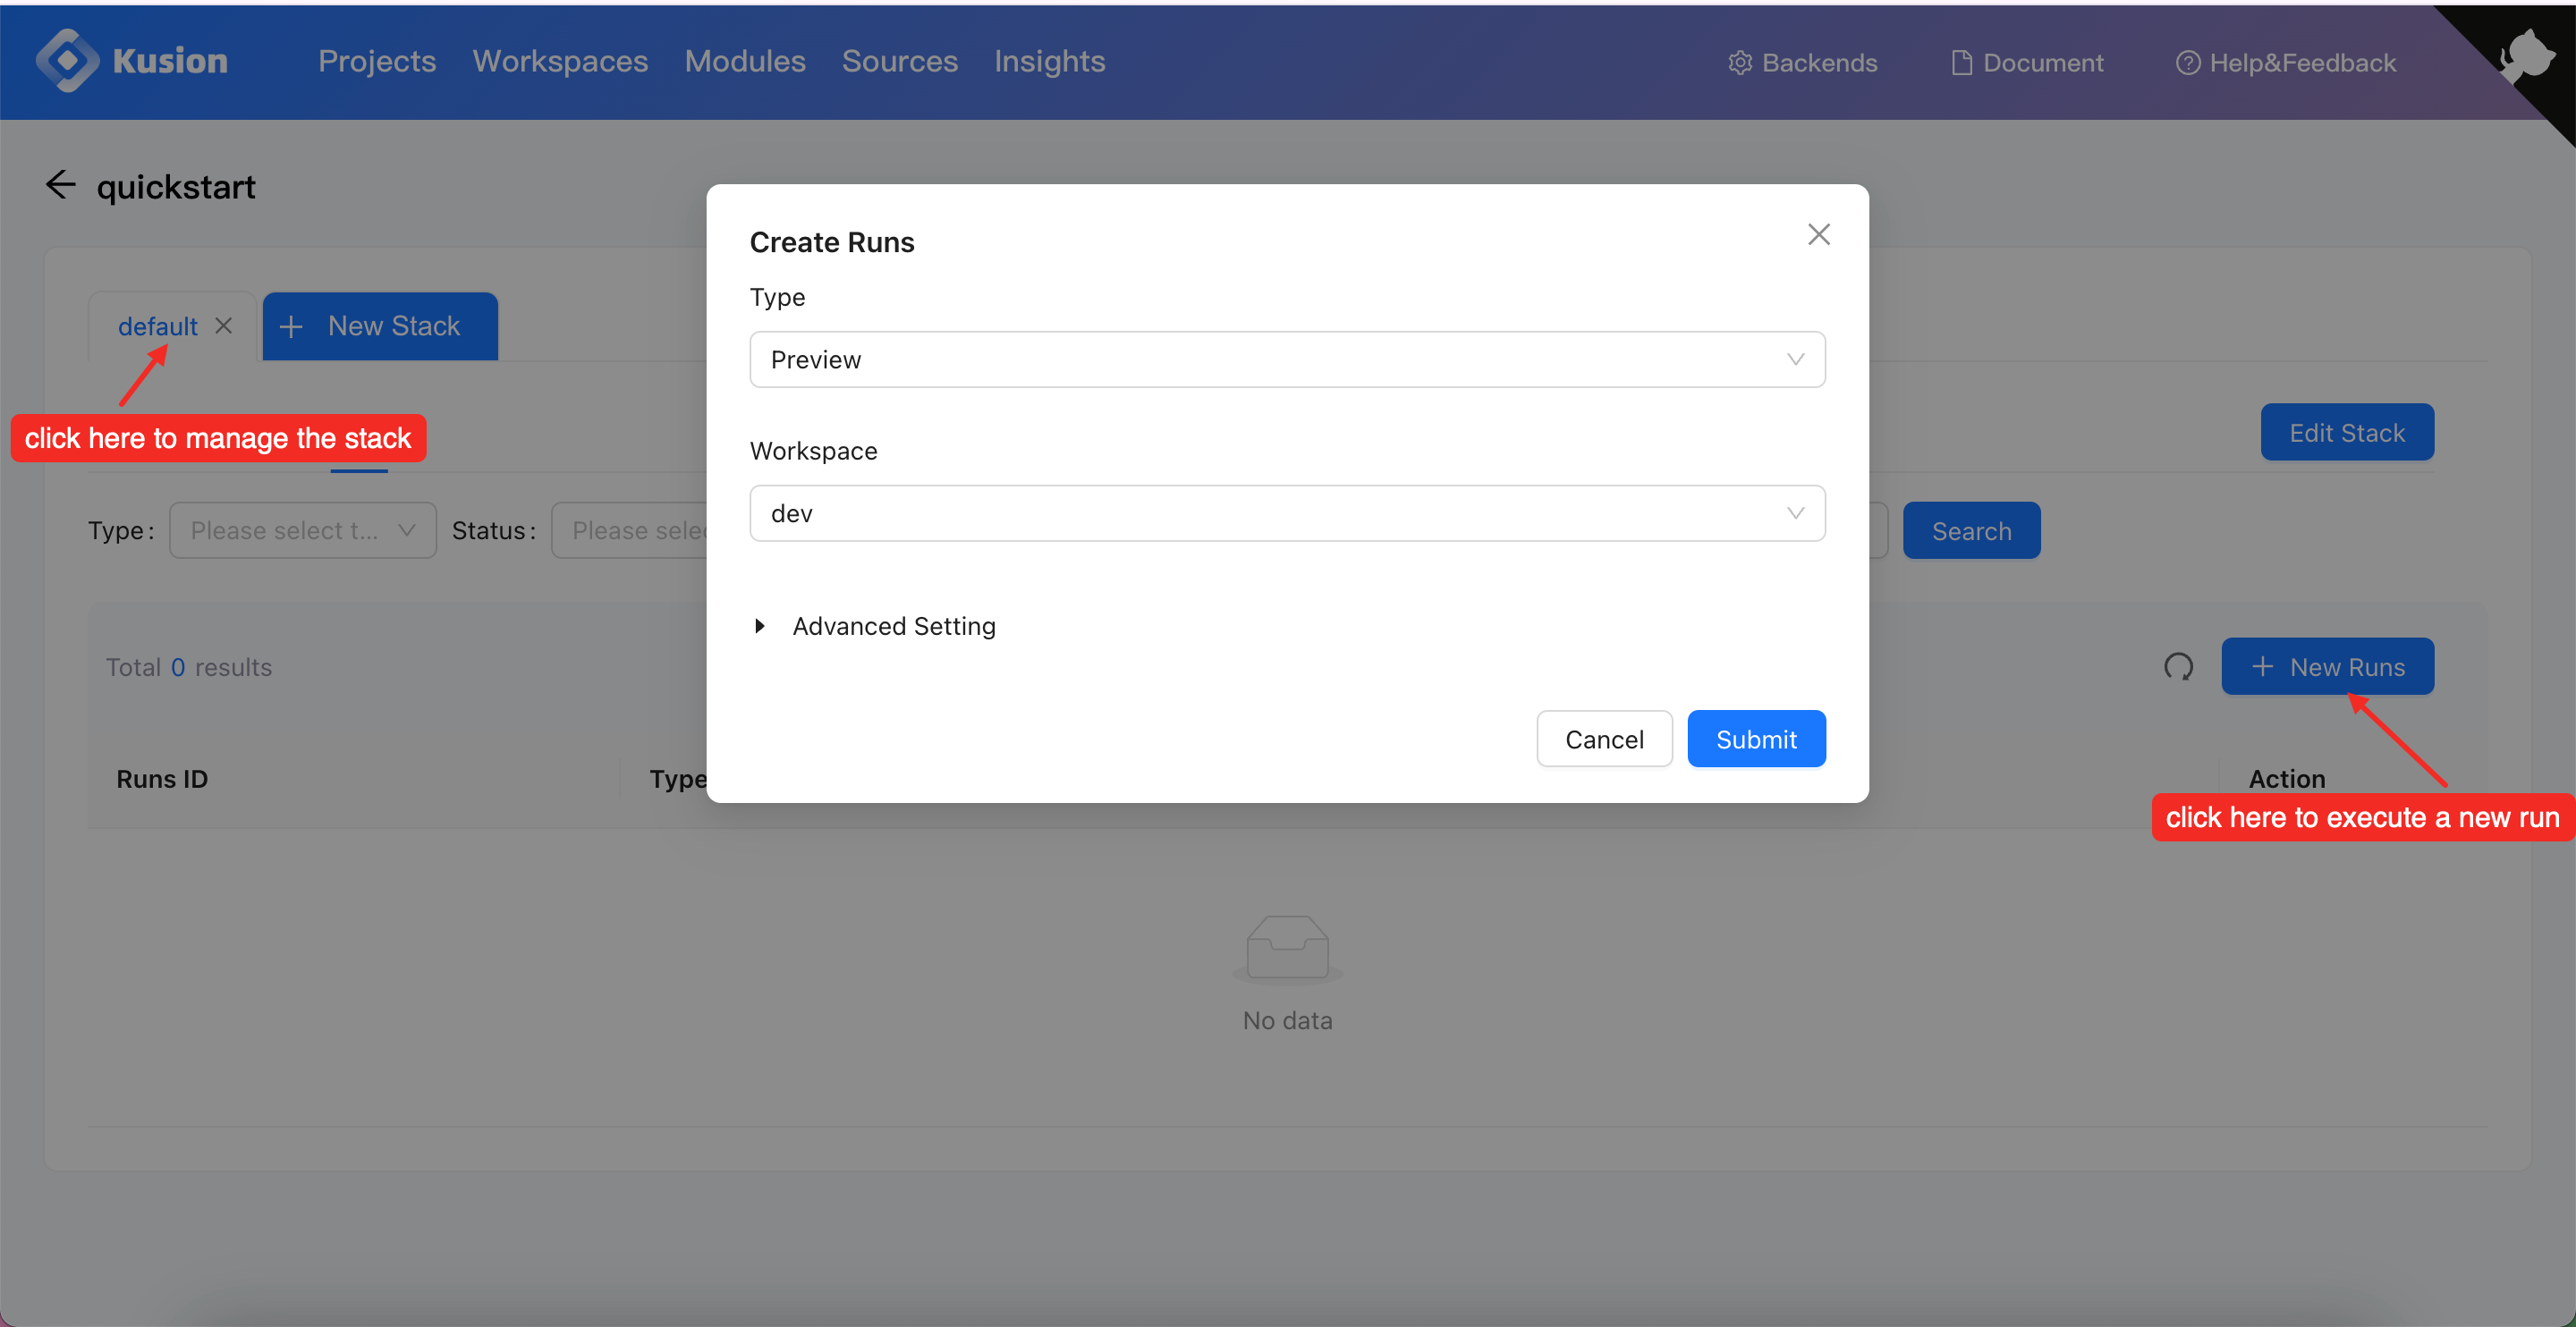 Kusion
Projects Workspaces Modules Sources Insights
Backends Document Help&Feedback
quickstart
default
+ New Stack
click here to manage the stack
Edit Stack
Type: Please select t... Status: Please selec
Search
Total 0 results
+ New Runs
Runs ID Type Action
click here to execute a new run
No data
Create Runs
Type
Preview
Workspace
dev
Advanced Setting
Cancel Submit